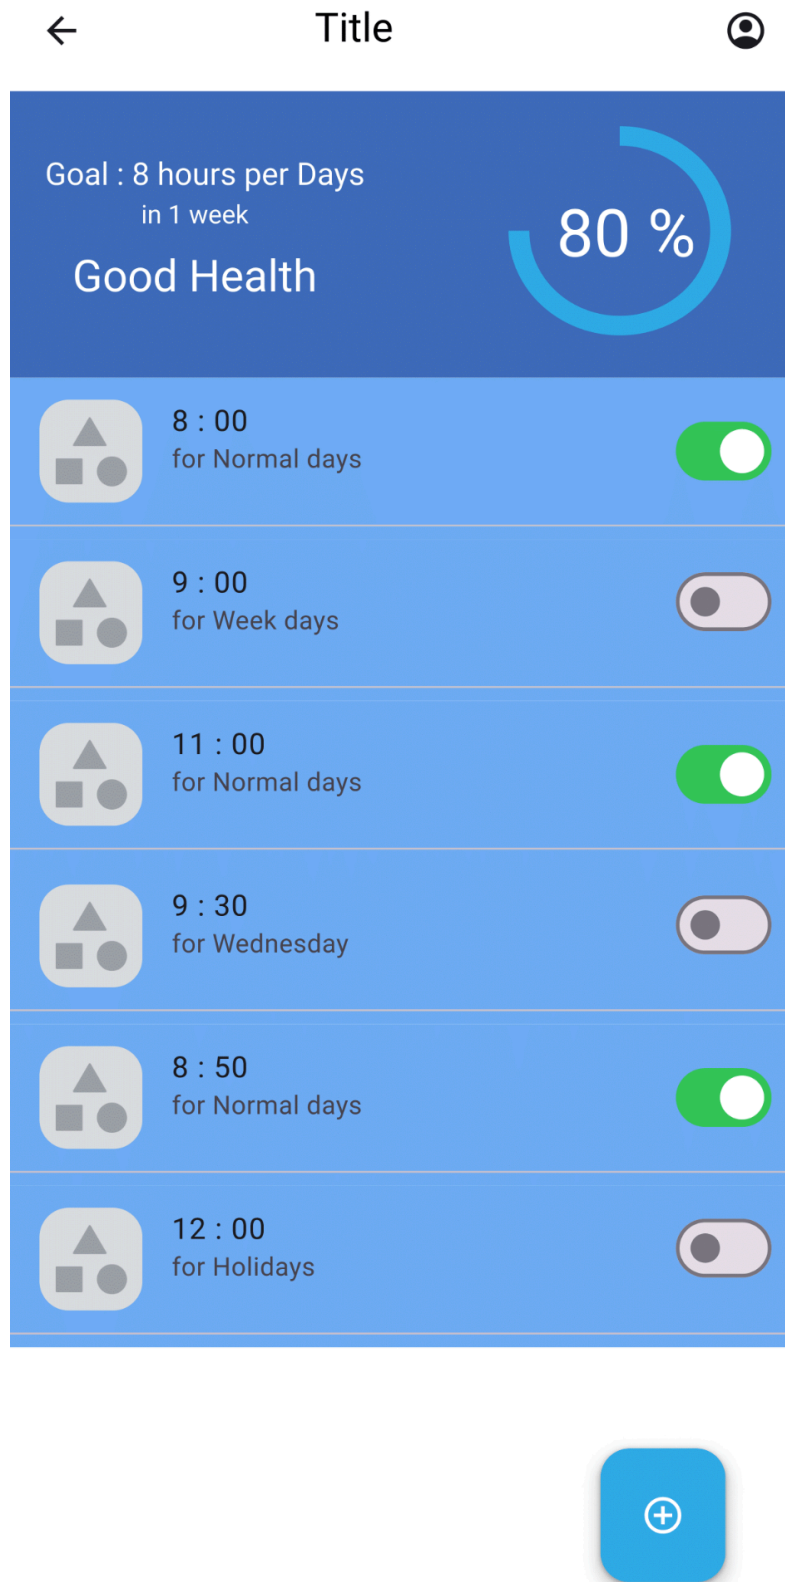 Title
Goal : 8 hours per Days
in 1 week
Good Health
80 %
8 : 00
for Normal days
9 : 00
for Week days
11 : 00
for Normal days
9 : 30
for Wednesday
8 : 50
for Normal days
12 : 00
for Holidays